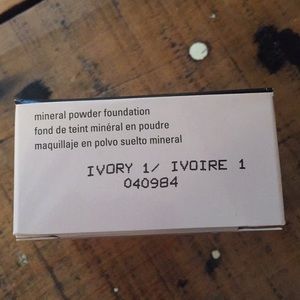 mineral powder foundation
fond de teint minéral en poudre
maquillaje en polvo suelto mineral
IVORY 1/ IVOIRE 1
040984